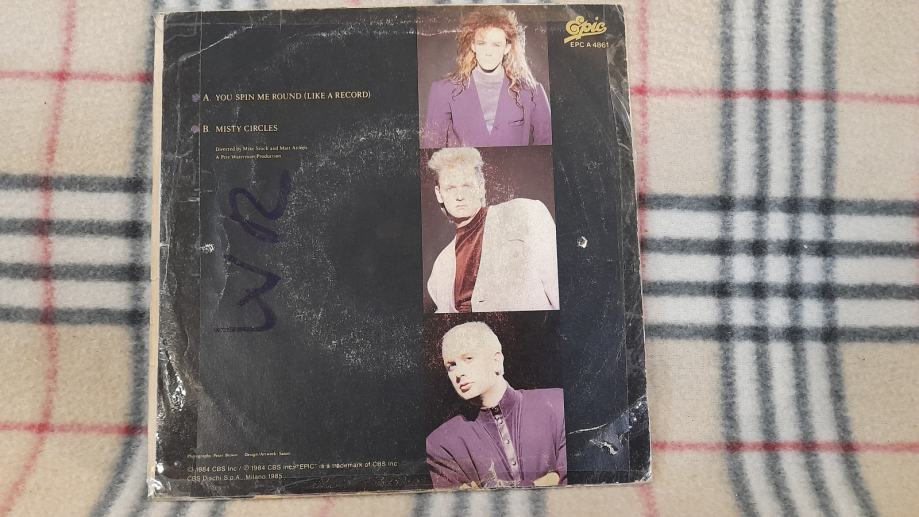 Epic
EPC A 4861
A. YOU SPIN ME ROUND (LIKE A RECORD)
B. MISTY CIRCLES
Directed by Mike Stock and Matt Aitken
A Pete Waterman Production
WR
Photography: Peter Brown Design/Artwork: Satori
© 1984 CBS Inc / ℗ 1984 CBS Inc/"EPIC" is a trademark of CBS Inc
CBS Dischi S.p.A., Milano 1985